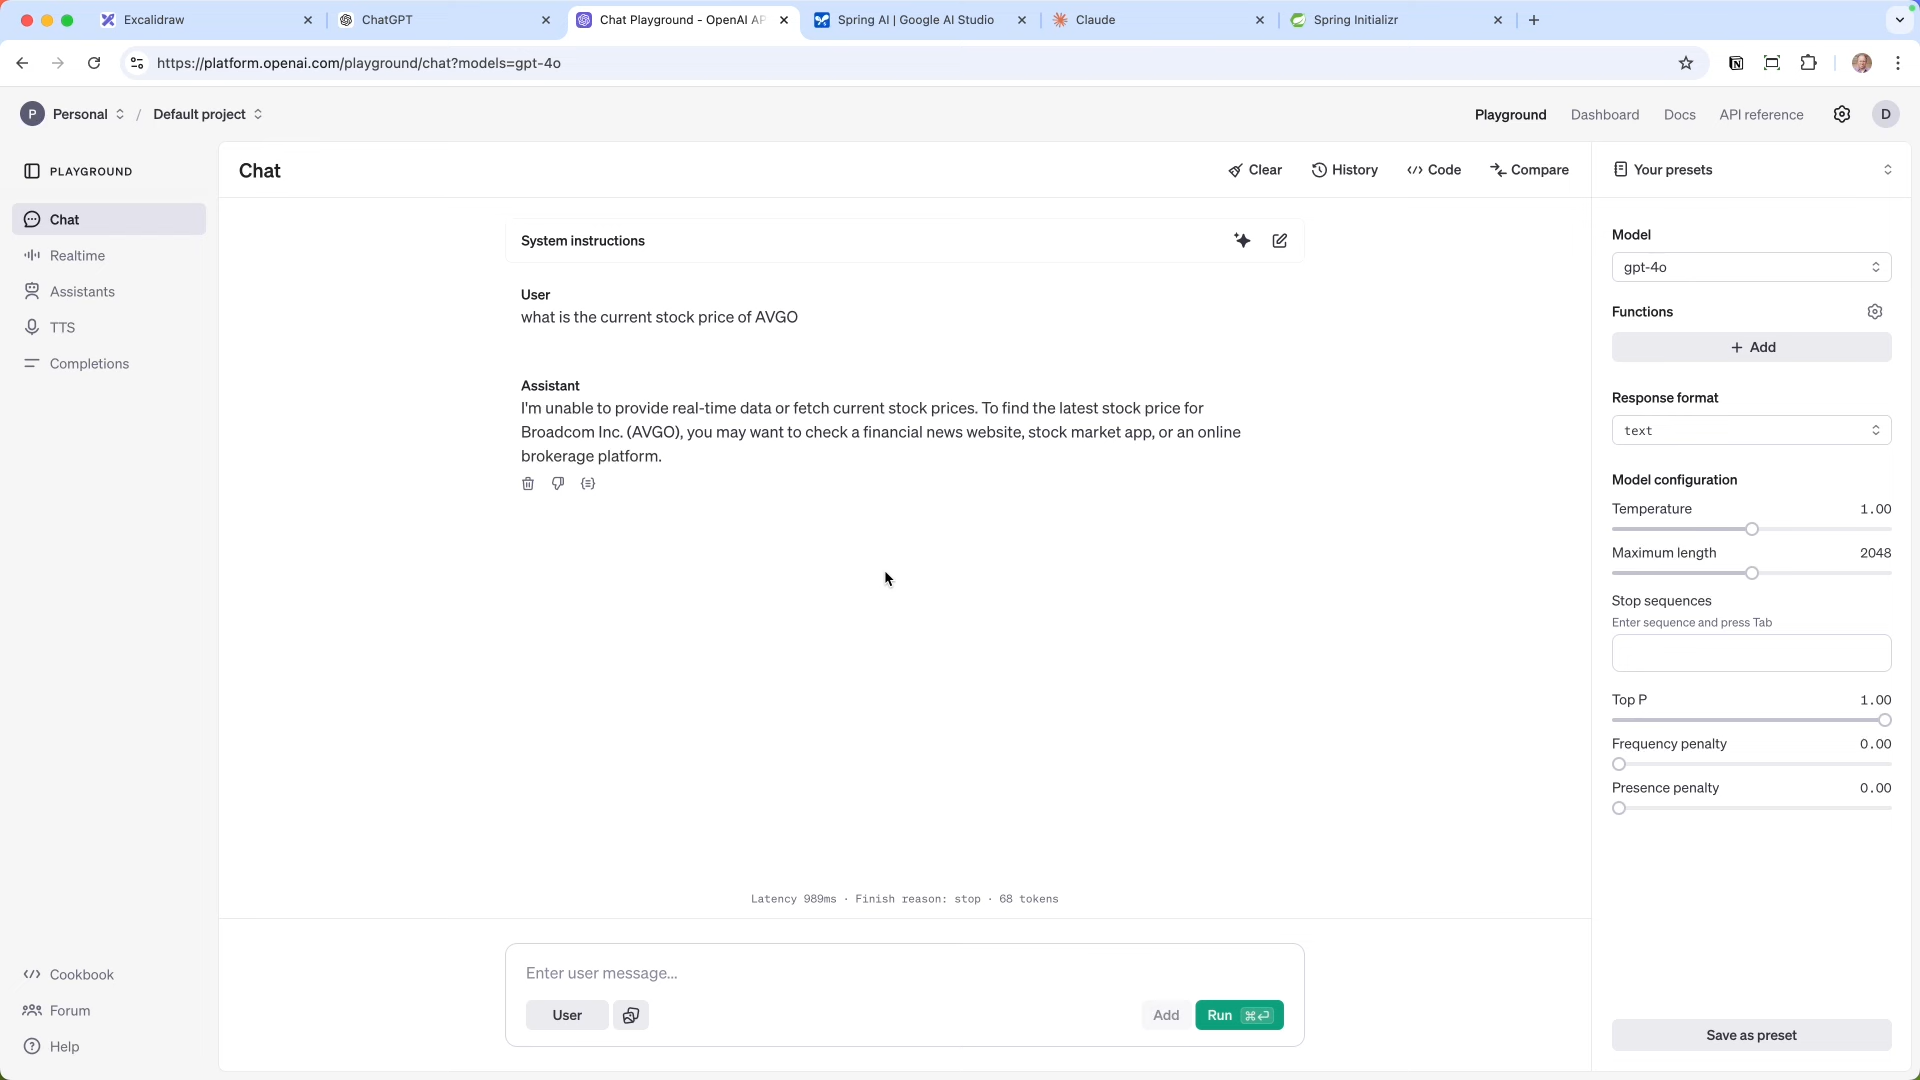 Excalidraw
ChatGPT
Chat Playground - OpenAI AP
Spring AI | Google AI Studio
Claude
Spring Initializr
https://platform.openai.com/playground/chat?models=gpt-4o
P Personal / Default project
Playground Dashboard Docs API reference D
PLAYGROUND
Chat
Realtime
Assistants
TTS
Completions
Cookbook
Forum
Help
Chat
Clear History Code Compare
System instructions
User
what is the current stock price of AVGO
Assistant
I'm unable to provide real-time data or fetch current stock prices. To find the latest stock price for
Broadcom Inc. (AVGO), you may want to check a financial news website, stock market app, or an online
brokerage platform.
Latency 989ms · Finish reason: stop · 68 tokens
Enter user message...
User Add Run ⌘⏎
Your presets
Model
gpt-4o
Functions
+ Add
Response format
text
Model configuration
Temperature 1.00
Maximum length 2048
Stop sequences
Enter sequence and press Tab
Top P 1.00
Frequency penalty 0.00
Presence penalty 0.00
Save as preset